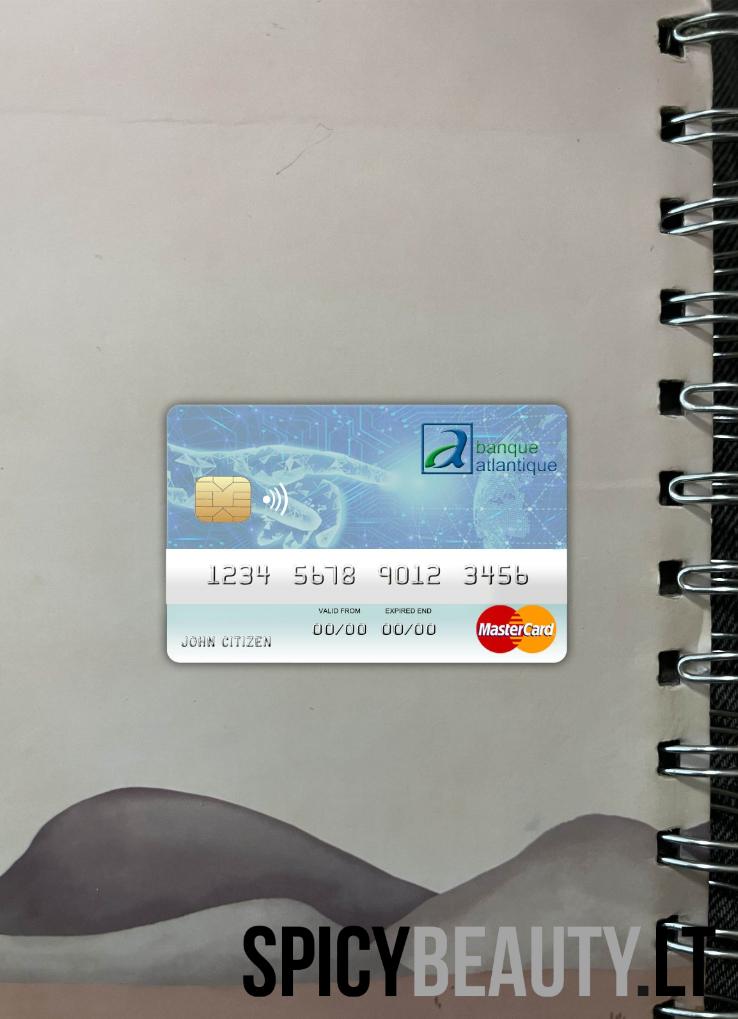 banque
atlantique
1234 5678 9012 3456
VALID FROM EXPIRED END
00/00 00/00
JOHN CITIZEN
MasterCard
SPICYBEAUTY.LT